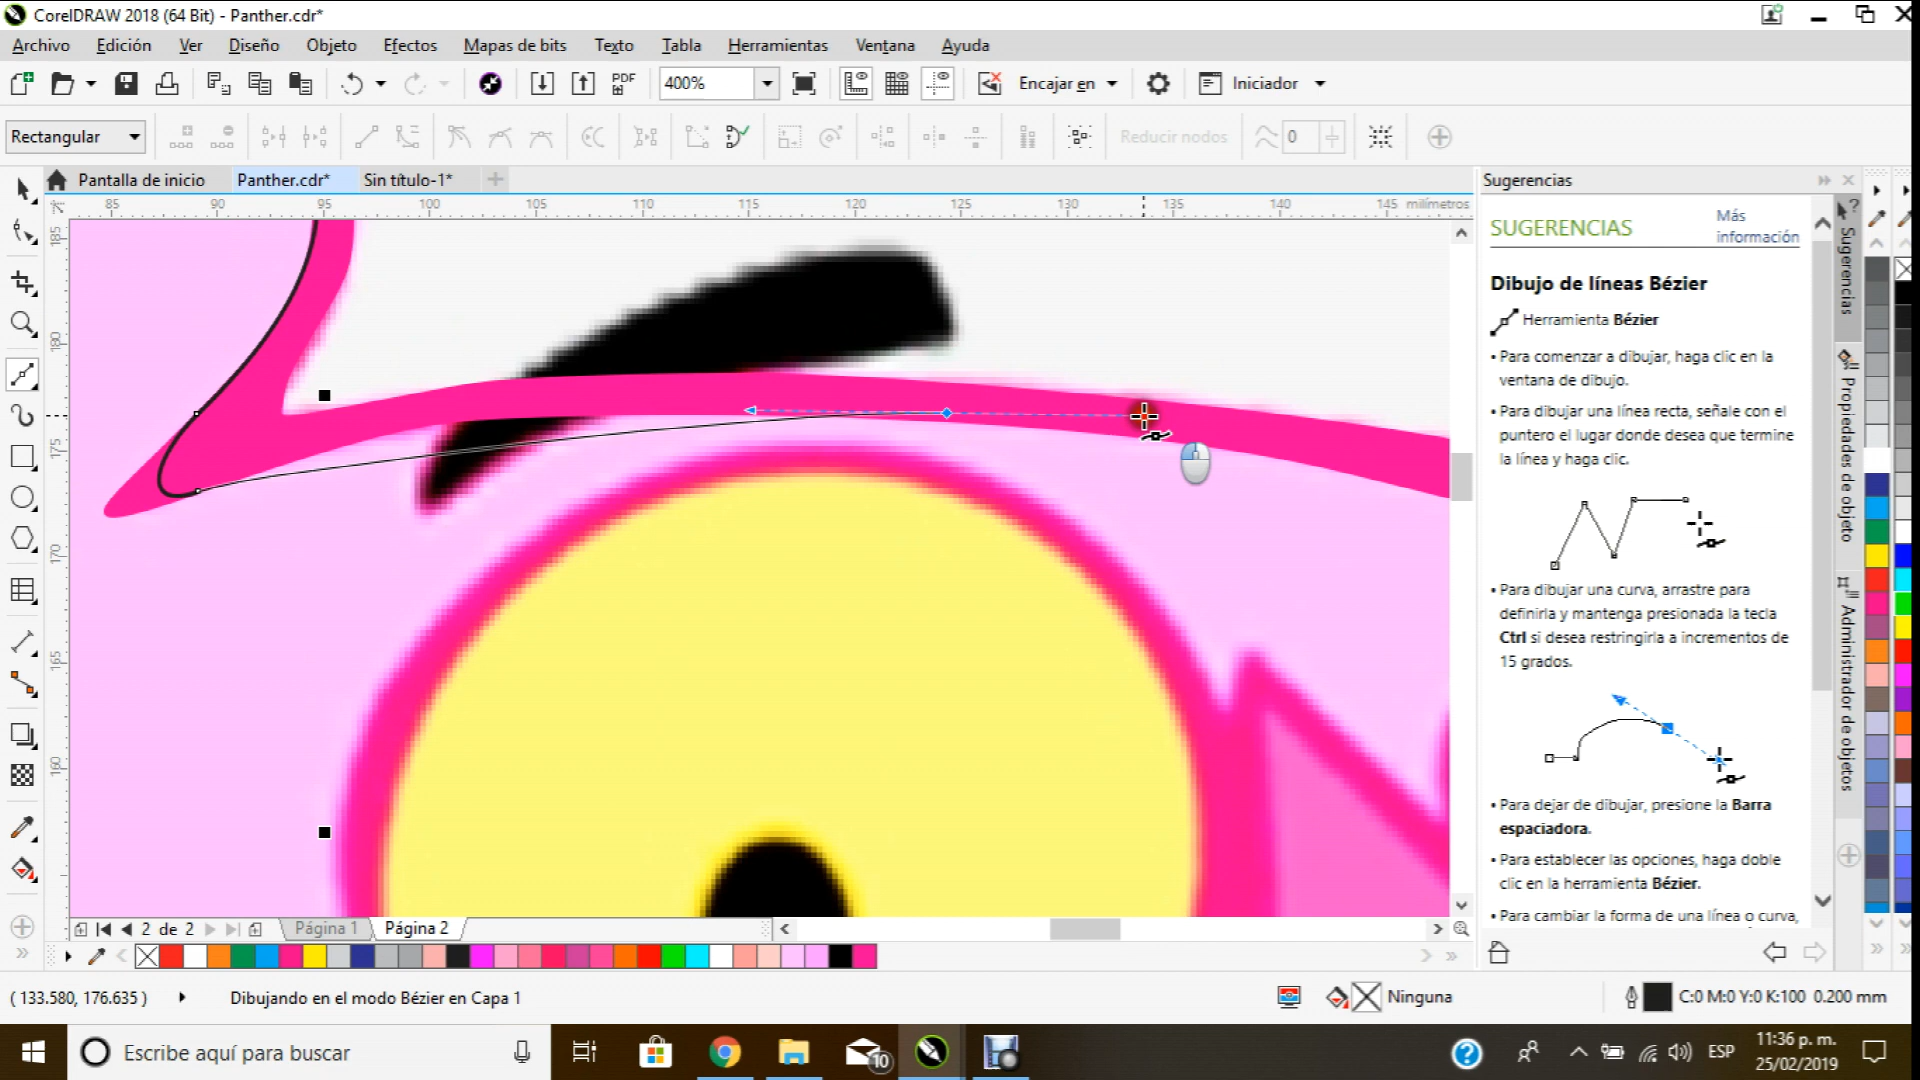 CorelDRAW 2018 (64 Bit) - Panther.cdr*
Archivo Edición Ver Diseño Objeto Efectos Mapas de bits Texto Tabla Herramientas Ventana Ayuda
PDF 400% Encajar en Iniciador
Rectangular Reducir nodos 0
Pantalla de inicio Panther.cdr* Sin título-1*
85 90 95 100 105 110 115 120 125 130 135 140 145 milímetros
185
180
175
170
165
160
Sugerencias
SUGERENCIAS
Más
información
Dibujo de líneas Bézier
Herramienta Bézier
• Para comenzar a dibujar, haga clic en la
ventana de dibujo.
• Para dibujar una línea recta, señale con el
puntero el lugar donde desea que termine
la línea y haga clic.
• Para dibujar una curva, arrastre para
definirla y mantenga presionada la tecla
Ctrl si desea restringirla a incrementos de
15 grados.
• Para dejar de dibujar, presione la Barra
espaciadora.
• Para establecer las opciones, haga doble
clic en la herramienta Bézier.
• Para cambiar la forma de una línea o curva,
Sugerencias
Propiedades de objeto
Administrador de objetos
2 de 2 Página 1 Página 2
( 133.580, 176.635 ) Dibujando en el modo Bézier en Capa 1 Ninguna C:0 M:0 Y:0 K:100 0.200 mm
Escribe aquí para buscar 10 ESP 11:36 p. m.
25/02/2019